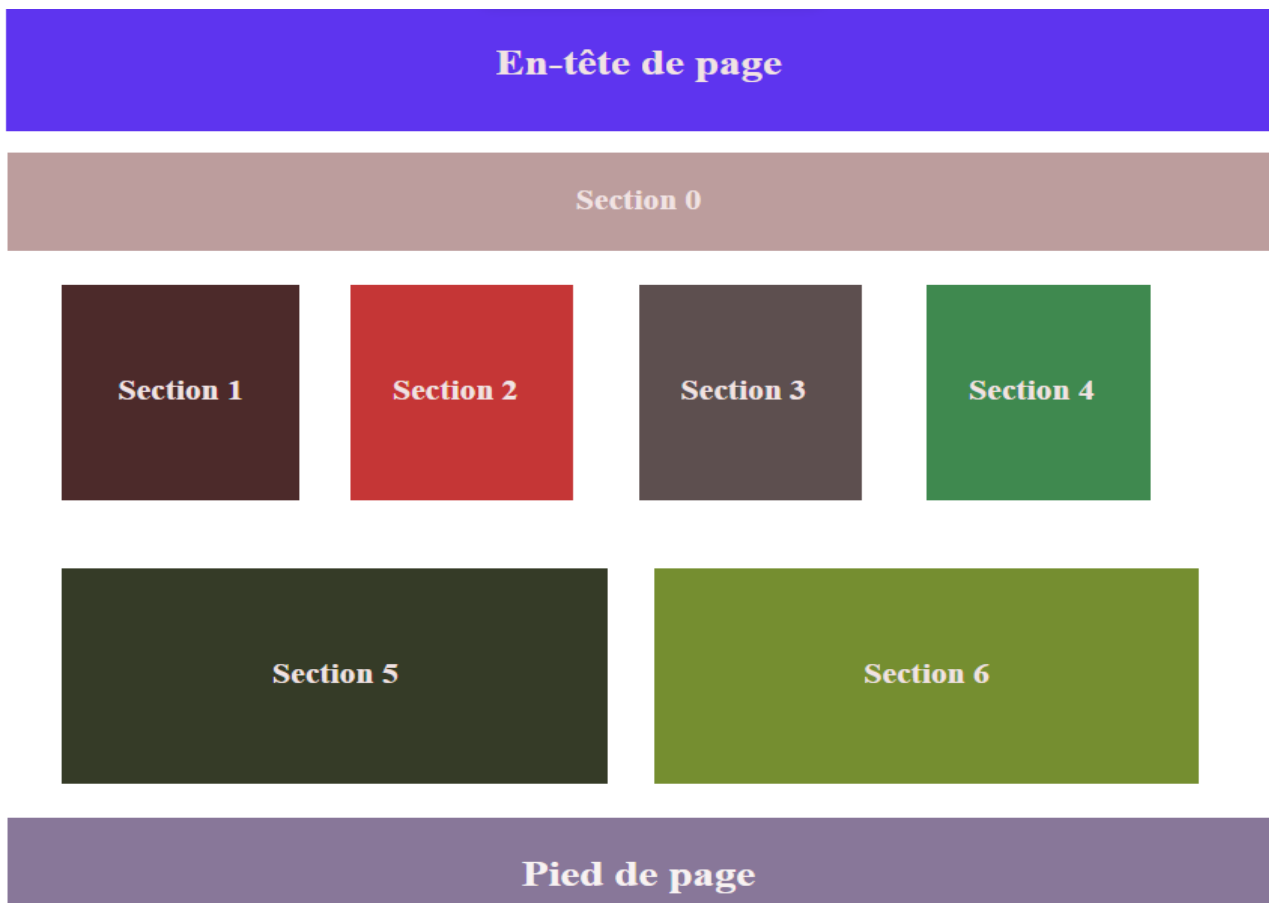 En-tête de page
Section 0
Section 1
Section 2
Section 3
Section 4
Section 5
Section 6
Pied de page